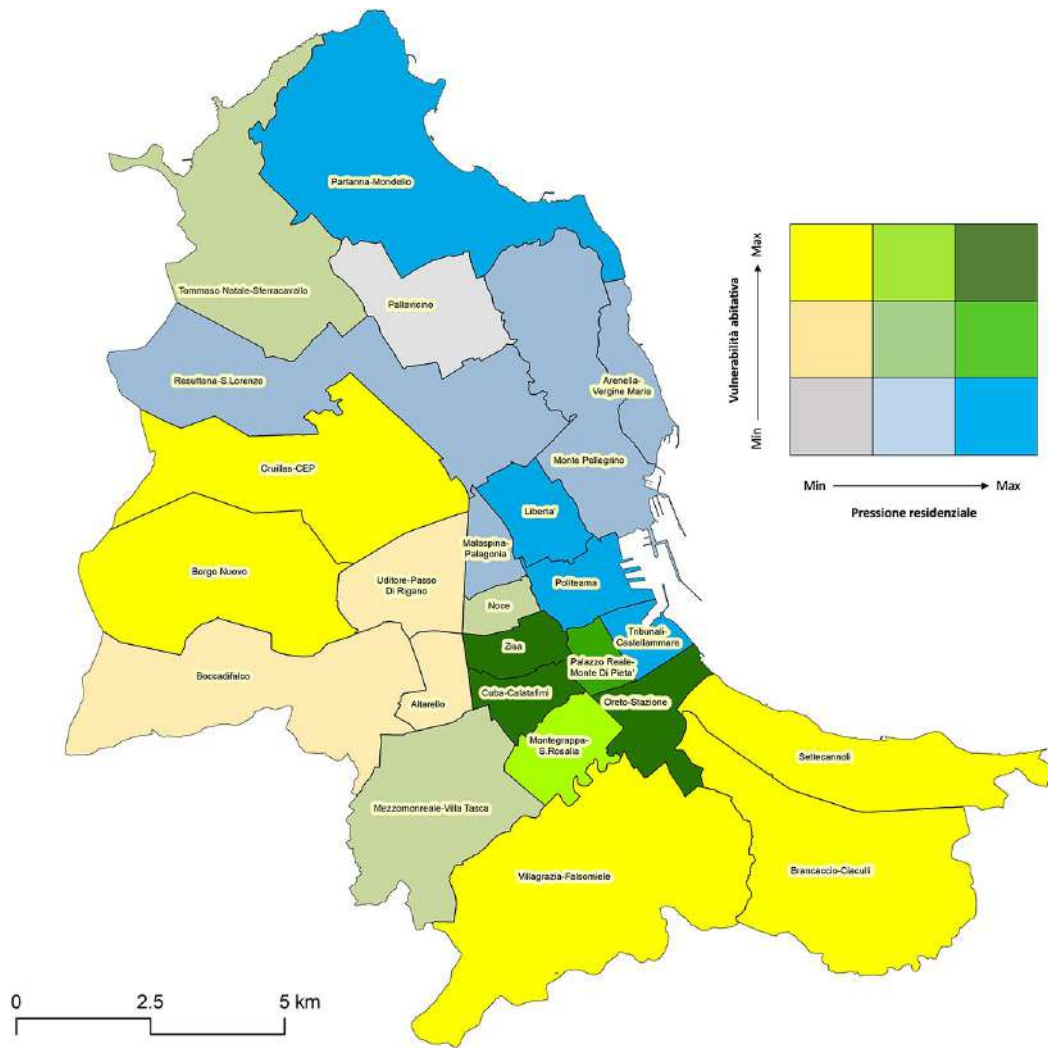 Partanna-Mondello
Tommaso Natale-Sferracavallo
Pallavicino
Resuttana-S.Lorenzo
Arenella-
Vergine Maria
Cruillas-CEP
Monte Pellegrino
Liberta'
Malaspina-
Palagonia
Borgo Nuovo
Uditore-Passo
Di Rigano
Politeama
Noce
Tribunali-
Castellammare
Zisa
Palazzo Reale-
Monte Di Pieta'
Boccadifalco
Altarello
Cuba-Calatafimi
Oreto-Stazione
Montegrappa-
S.Rosalia
Settecannoli
Mezzomonreale-Villa Tasca
Villagrazia-Falsomiele
Brancaccio-Ciaculli
Vulnerabilità abitativa
Max
Min
Min
Max
Pressione residenziale
0 2.5 5 km